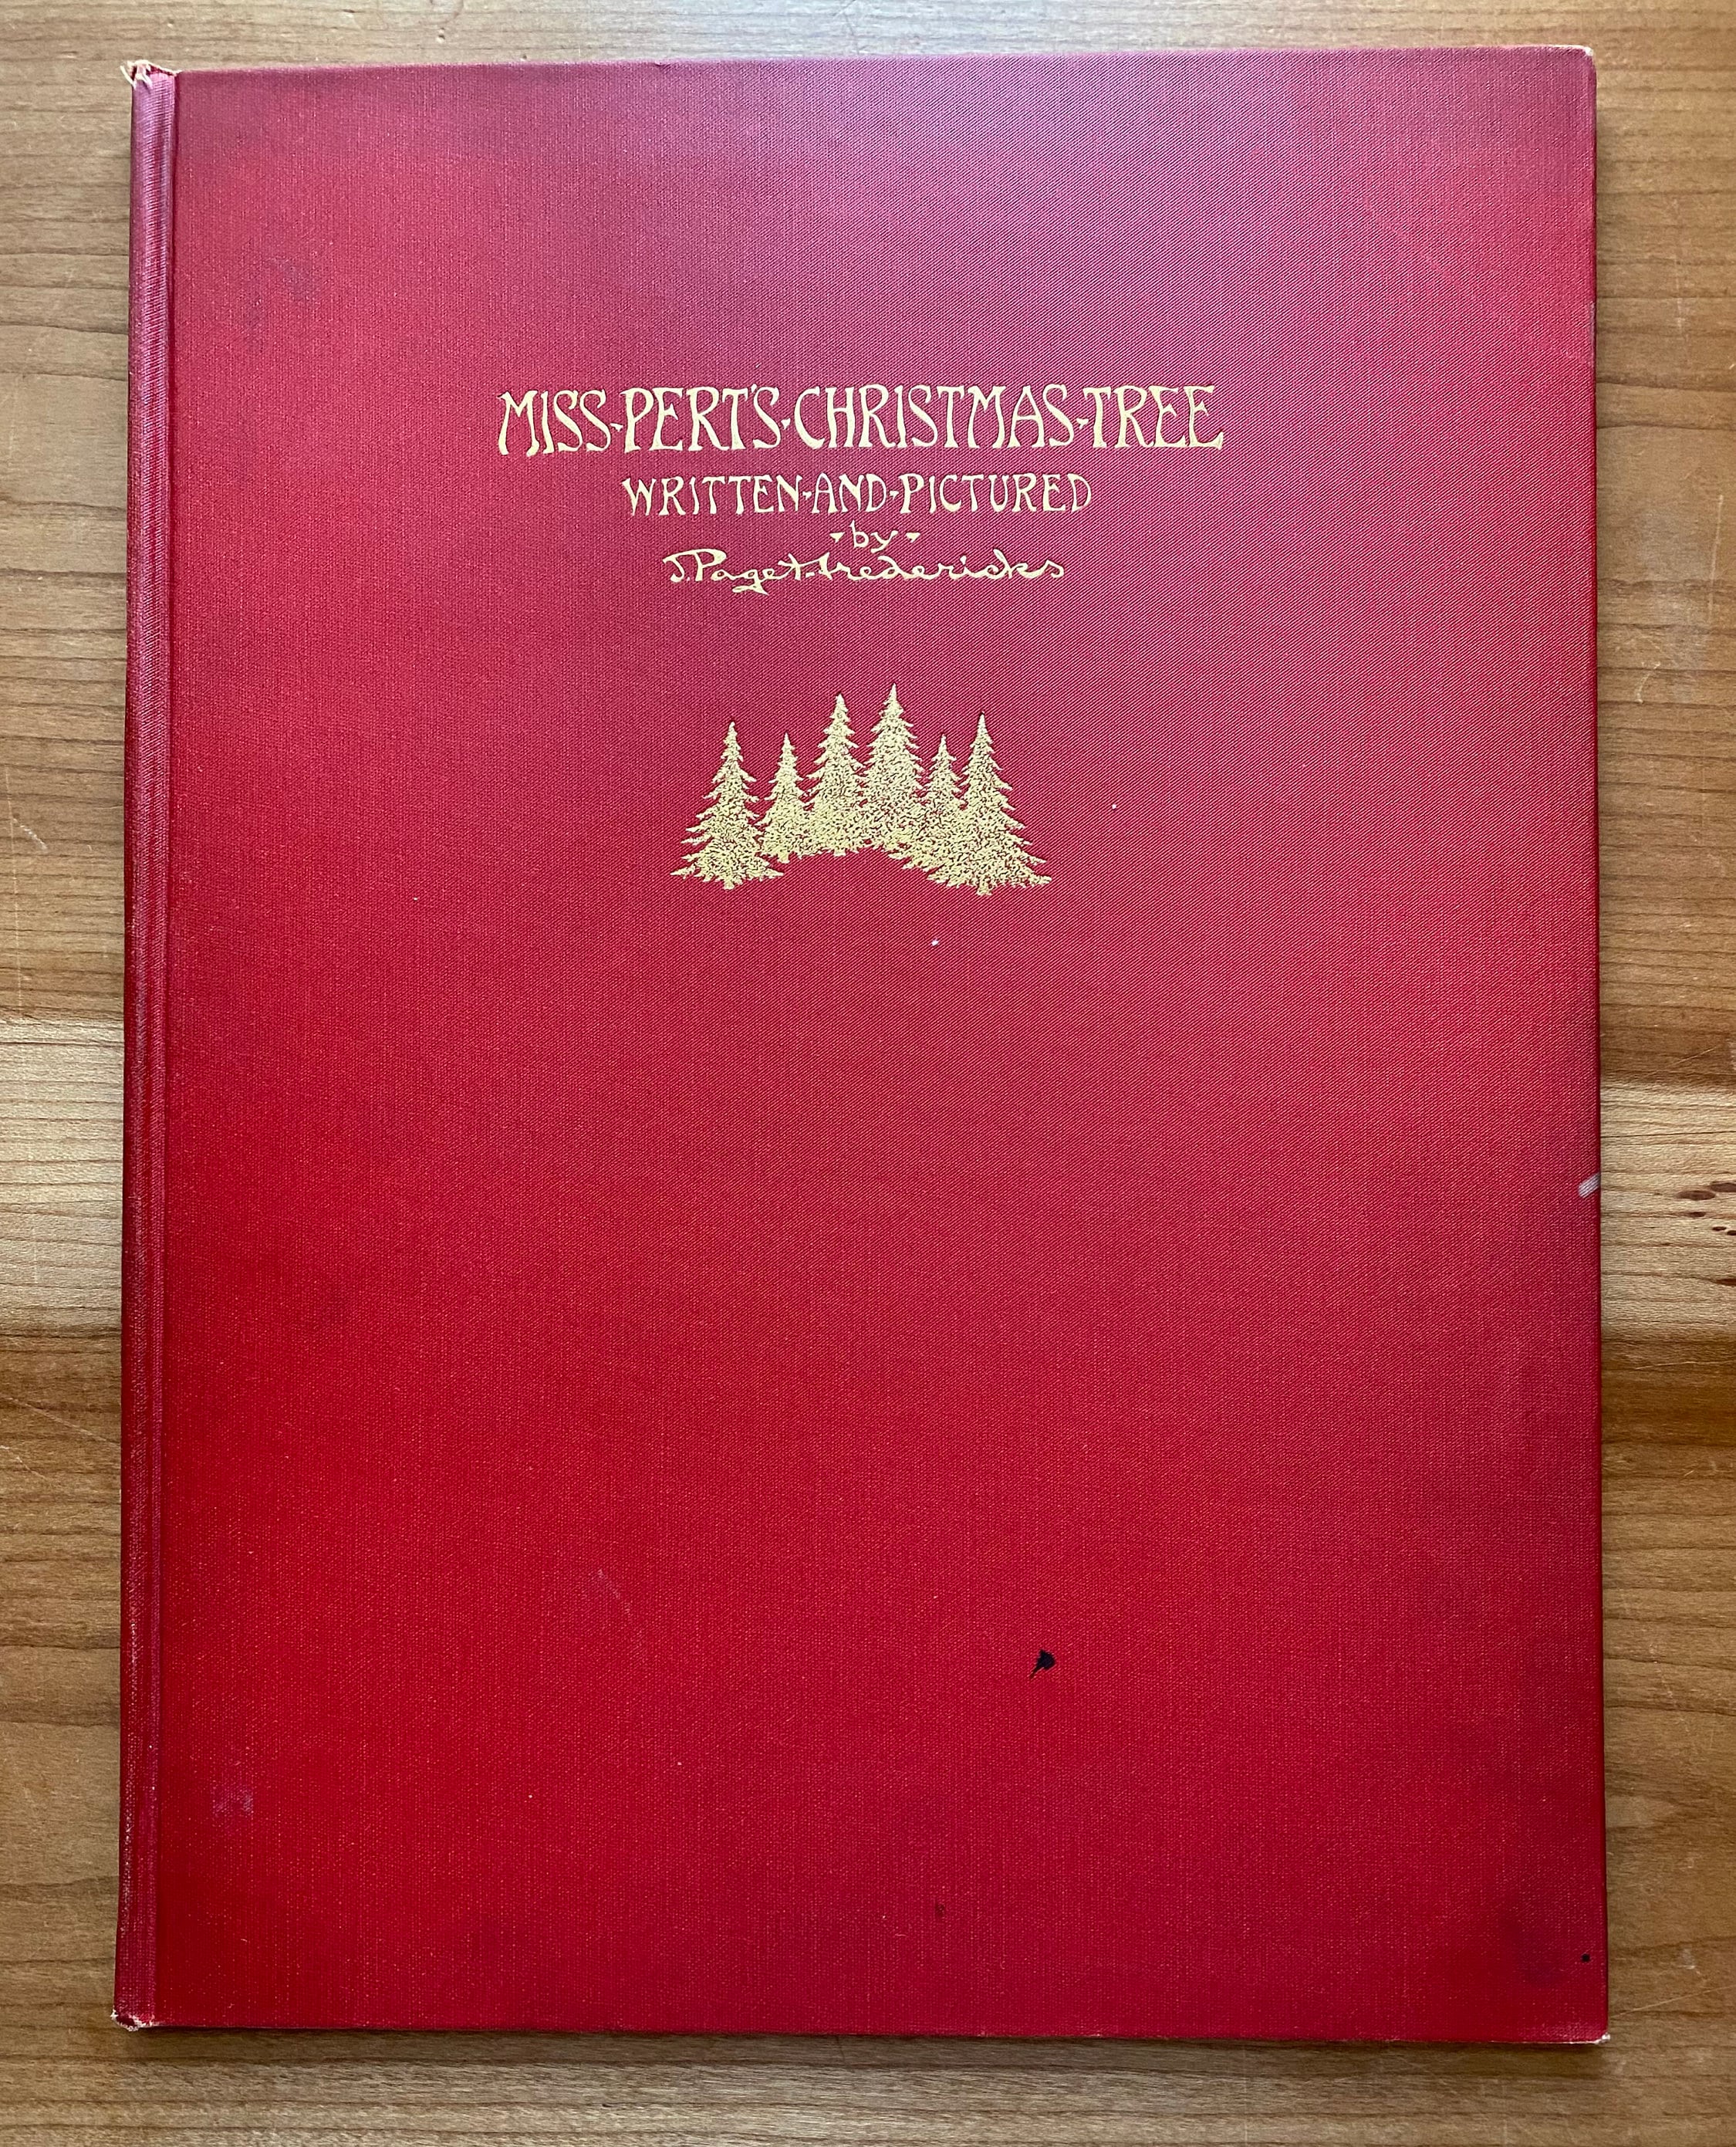 MISS·PERT'S·CHRISTMAS·TREE
WRITTEN·AND·PICTURED
·by·
J. Paget-Fredericks